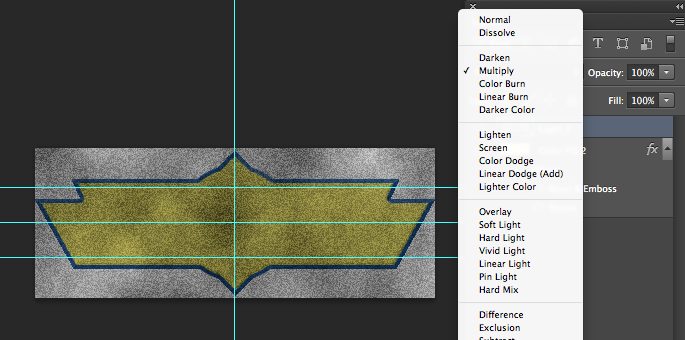 Normal
Dissolve
Darken
✓ Multiply
Color Burn
Linear Burn
Darker Color
Lighten
Screen
Color Dodge
Linear Dodge (Add)
Lighter Color
Overlay
Soft Light
Hard Light
Vivid Light
Linear Light
Pin Light
Hard Mix
Difference
Exclusion
Subtract
T
Opacity: 100%
Fill: 100%
fx
Emboss